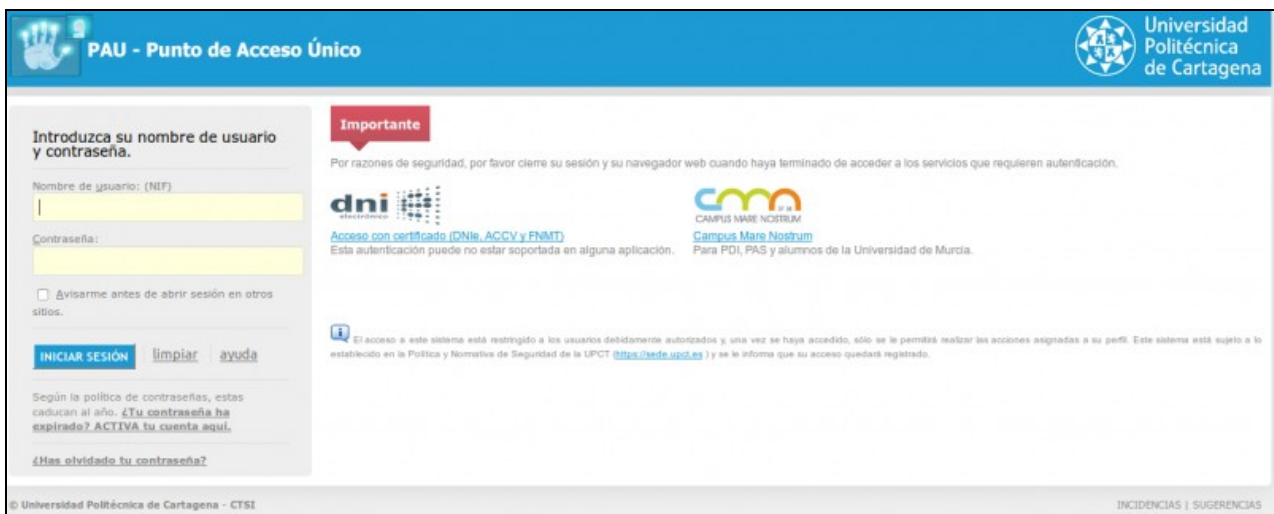 PAU - Punto de Acceso Único
Universidad
Politécnica
de Cartagena
Introduzca su nombre de usuario
y contraseña.
Nombre de usuario: (NIF)
Contraseña:
Avisarme antes de abrir sesión en otros
sitios.
INICIAR SESIÓN limpiar ayuda
Según la política de contraseñas, estas
caducan al año. ¿Tu contraseña ha
expirado? ACTIVA tu cuenta aquí.
¿Has olvidado tu contraseña?
Importante
Por razones de seguridad, por favor cierre su sesión y su navegador web cuando haya terminado de acceder a los servicios que requieren autenticación.
dni
electrónico
Acceso con certificado (DNIe, ACCV y FNMT)
Esta autenticación puede no estar soportada en alguna aplicación.
cmn
CAMPUS MARE NOSTRUM
Campus Mare Nostrum
Para PDI, PAS y alumnos de la Universidad de Murcia.
El acceso a este sistema está restringido a los usuarios debidamente autorizados y, una vez se haya accedido, sólo se le permitirá realizar las acciones asignadas a su perfil. Este sistema está sujeto a lo
establecido en la Política y Normativa de Seguridad de la UPCT (https://sede.upct.es ) y se le informa que su acceso quedará registrado.
© Universidad Politécnica de Cartagena - CTSI
INCIDENCIAS | SUGERENCIAS